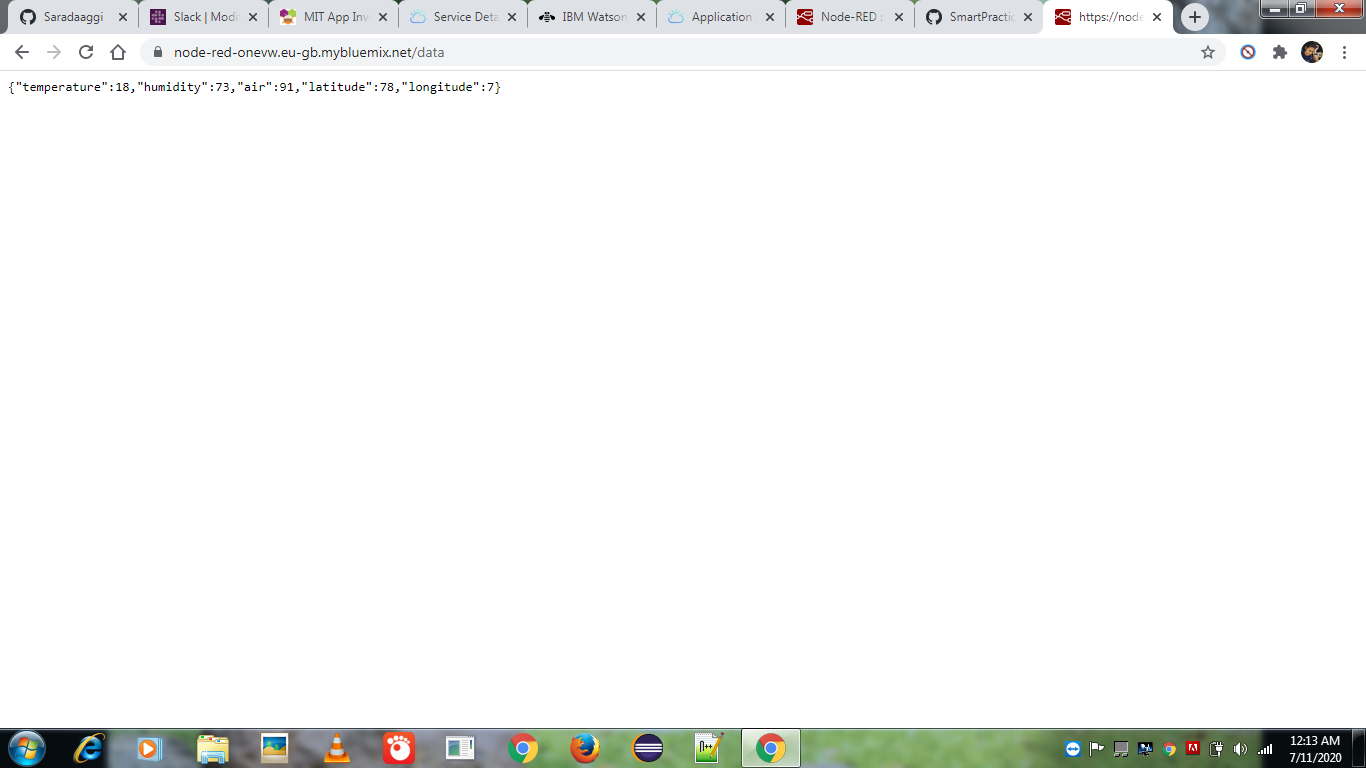 Saradaaggi
Slack | Modi
MIT App Inv
Service Deta
IBM Watson
Application
Node-RED :
SmartPractic
https://node
node-red-onevw.eu-gb.mybluemix.net/data
{"temperature":18,"humidity":73,"air":91,"latitude":78,"longitude":7}
12:13 AM
7/11/2020